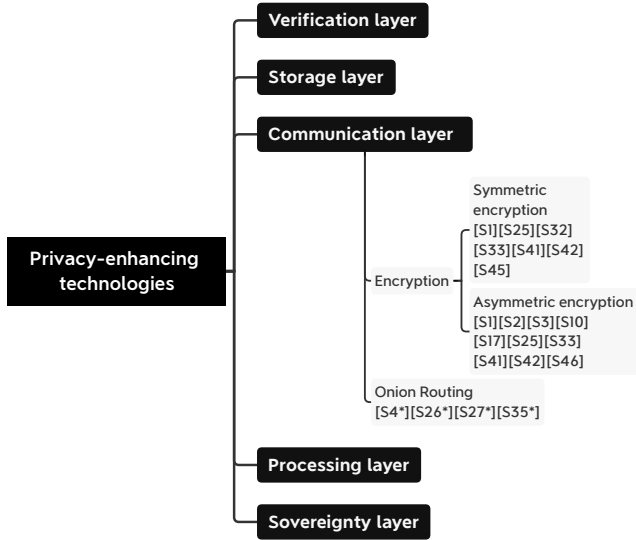 Verification layer
Storage layer
Communication layer
Symmetric
encryption
[S1][S25][S32]
[S33][S41][S42]
[S45]
Privacy-enhancing
technologies
Encryption
Asymmetric encryption
[S1][S2][S3][S10]
[S17][S25][S33]
[S41][S42][S46]
Onion Routing
[S4*][S26*][S27*][S35*]
Processing layer
Sovereignty layer